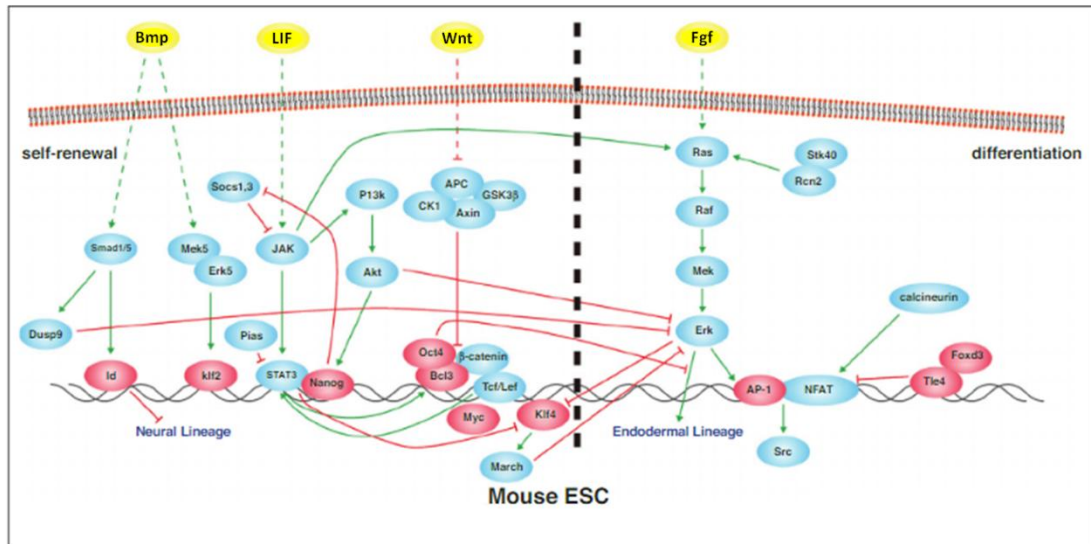 Bmp
LIF
Wnt
Fgf
self-renewal
differentiation
Ras
Stk40
Rcn2
Socs1,3
P13k
APC
GSK3β
CK1
Axin
Raf
Smad1/5
Mek5
Erk5
JAK
Akt
Mek
calcineurin
Dusp9
Pias
Erk
Oct4
β-catenin
Foxd3
Id
klf2
STAT3
Nanog
Bcl3
Tcf/Lef
AP-1
NFAT
Tle4
Myc
Klf4
Neural Lineage
Endodermal Lineage
March
Src
Mouse ESC